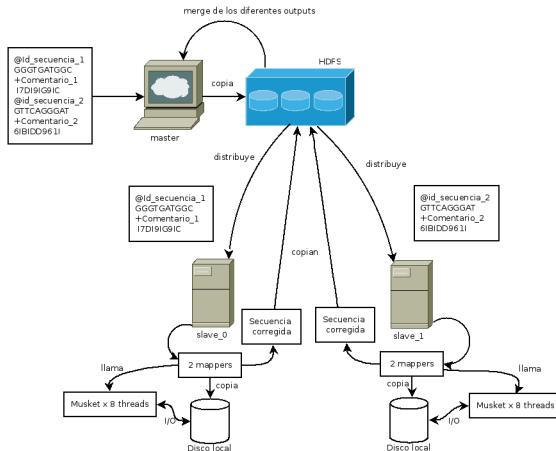 merge de los diferentes outputs
HDFS
@Id_secuencia_1
GGGTGATGGC
+Comentario_1
I7DI9IG9IC
@id_secuencia_2
GTTCAGGGAT
+Comentario_2
6IBIDD961I
copia
master
distribuye
distribuye
@Id_secuencia_1
GGGTGATGGC
+Comentario_1
I7DI9IG9IC
@id_secuencia_2
GTTCAGGGAT
+Comentario_2
6IBIDD961I
copian
slave_0
Secuencia
corregida
Secuencia
corregida
slave_1
llama
2 mappers
2 mappers
llama
copia
copia
Musket x 8 threads
I/O
Disco local
Musket x 8 threads
I/O
Disco local